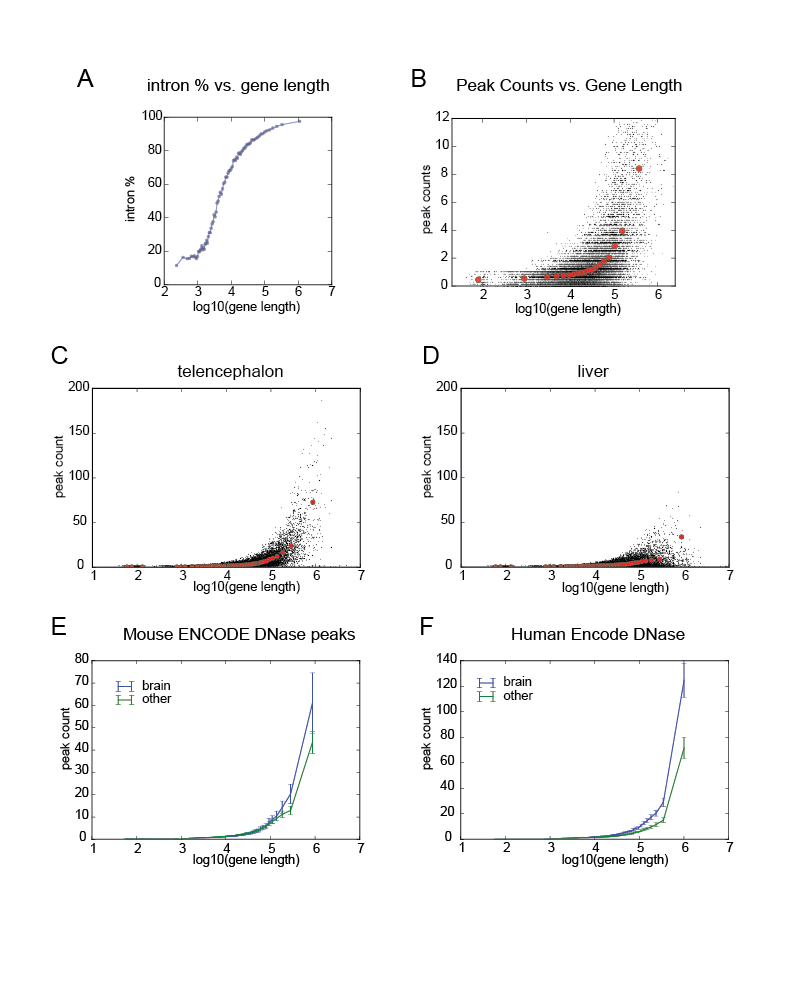 A
intron % vs. gene length
100
80
60
40
20
0
intron %
2 3 4 5 6 7
log10(gene length)
B
Peak Counts vs. Gene Length
12
10
8
6
4
2
0
peak counts
2 3 4 5 6
log10(gene length)
C
telencephalon
200
150
100
50
0
peak count
1 2 3 4 5 6 7
log10(gene length)
D
liver
200
150
100
50
0
peak count
1 2 3 4 5 6 7
log10(gene length)
E
Mouse ENCODE DNase peaks
80
70
60
50
40
30
20
10
0
peak count
brain
other
1 2 3 4 5 6 7
log10(gene length)
F
Human Encode DNase
140
120
100
80
60
40
20
0
peak count
brain
other
1 2 3 4 5 6 7
log10(gene length)